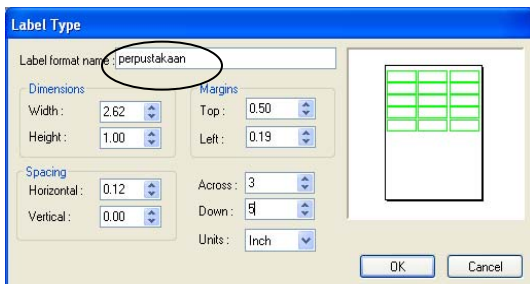 Label Type
Label format name : perpustakaan
Dimensions
Width : 2.62
Height : 1.00
Margins
Top : 0.50
Left : 0.19
Spacing
Horizontal : 0.12
Vertical : 0.00
Across : 3
Down : 5
Units : Inch
OK Cancel